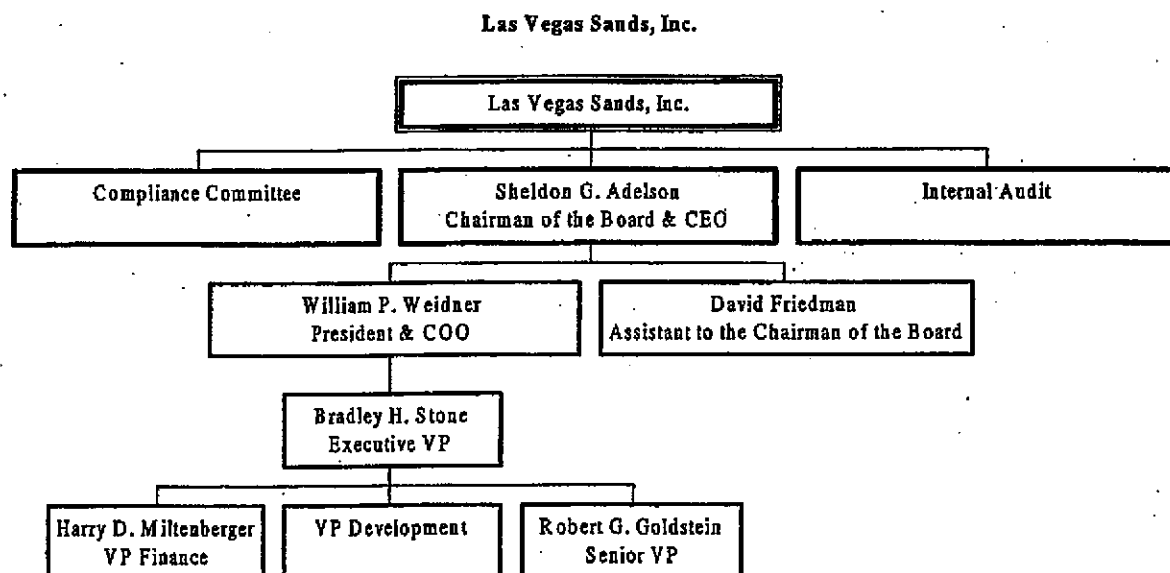 Las Vegas Sands, Inc.
Las Vegas Sands, Inc.
Compliance Committee
Sheldon G. Adelson
Chairman of the Board & CEO
Internal Audit
William P. Weidner
President & COO
David Friedman
Assistant to the Chairman of the Board
Bradley H. Stone
Executive VP
Harry D. Miltenberger
VP Finance
VP Development
Robert G. Goldstein
Senior VP